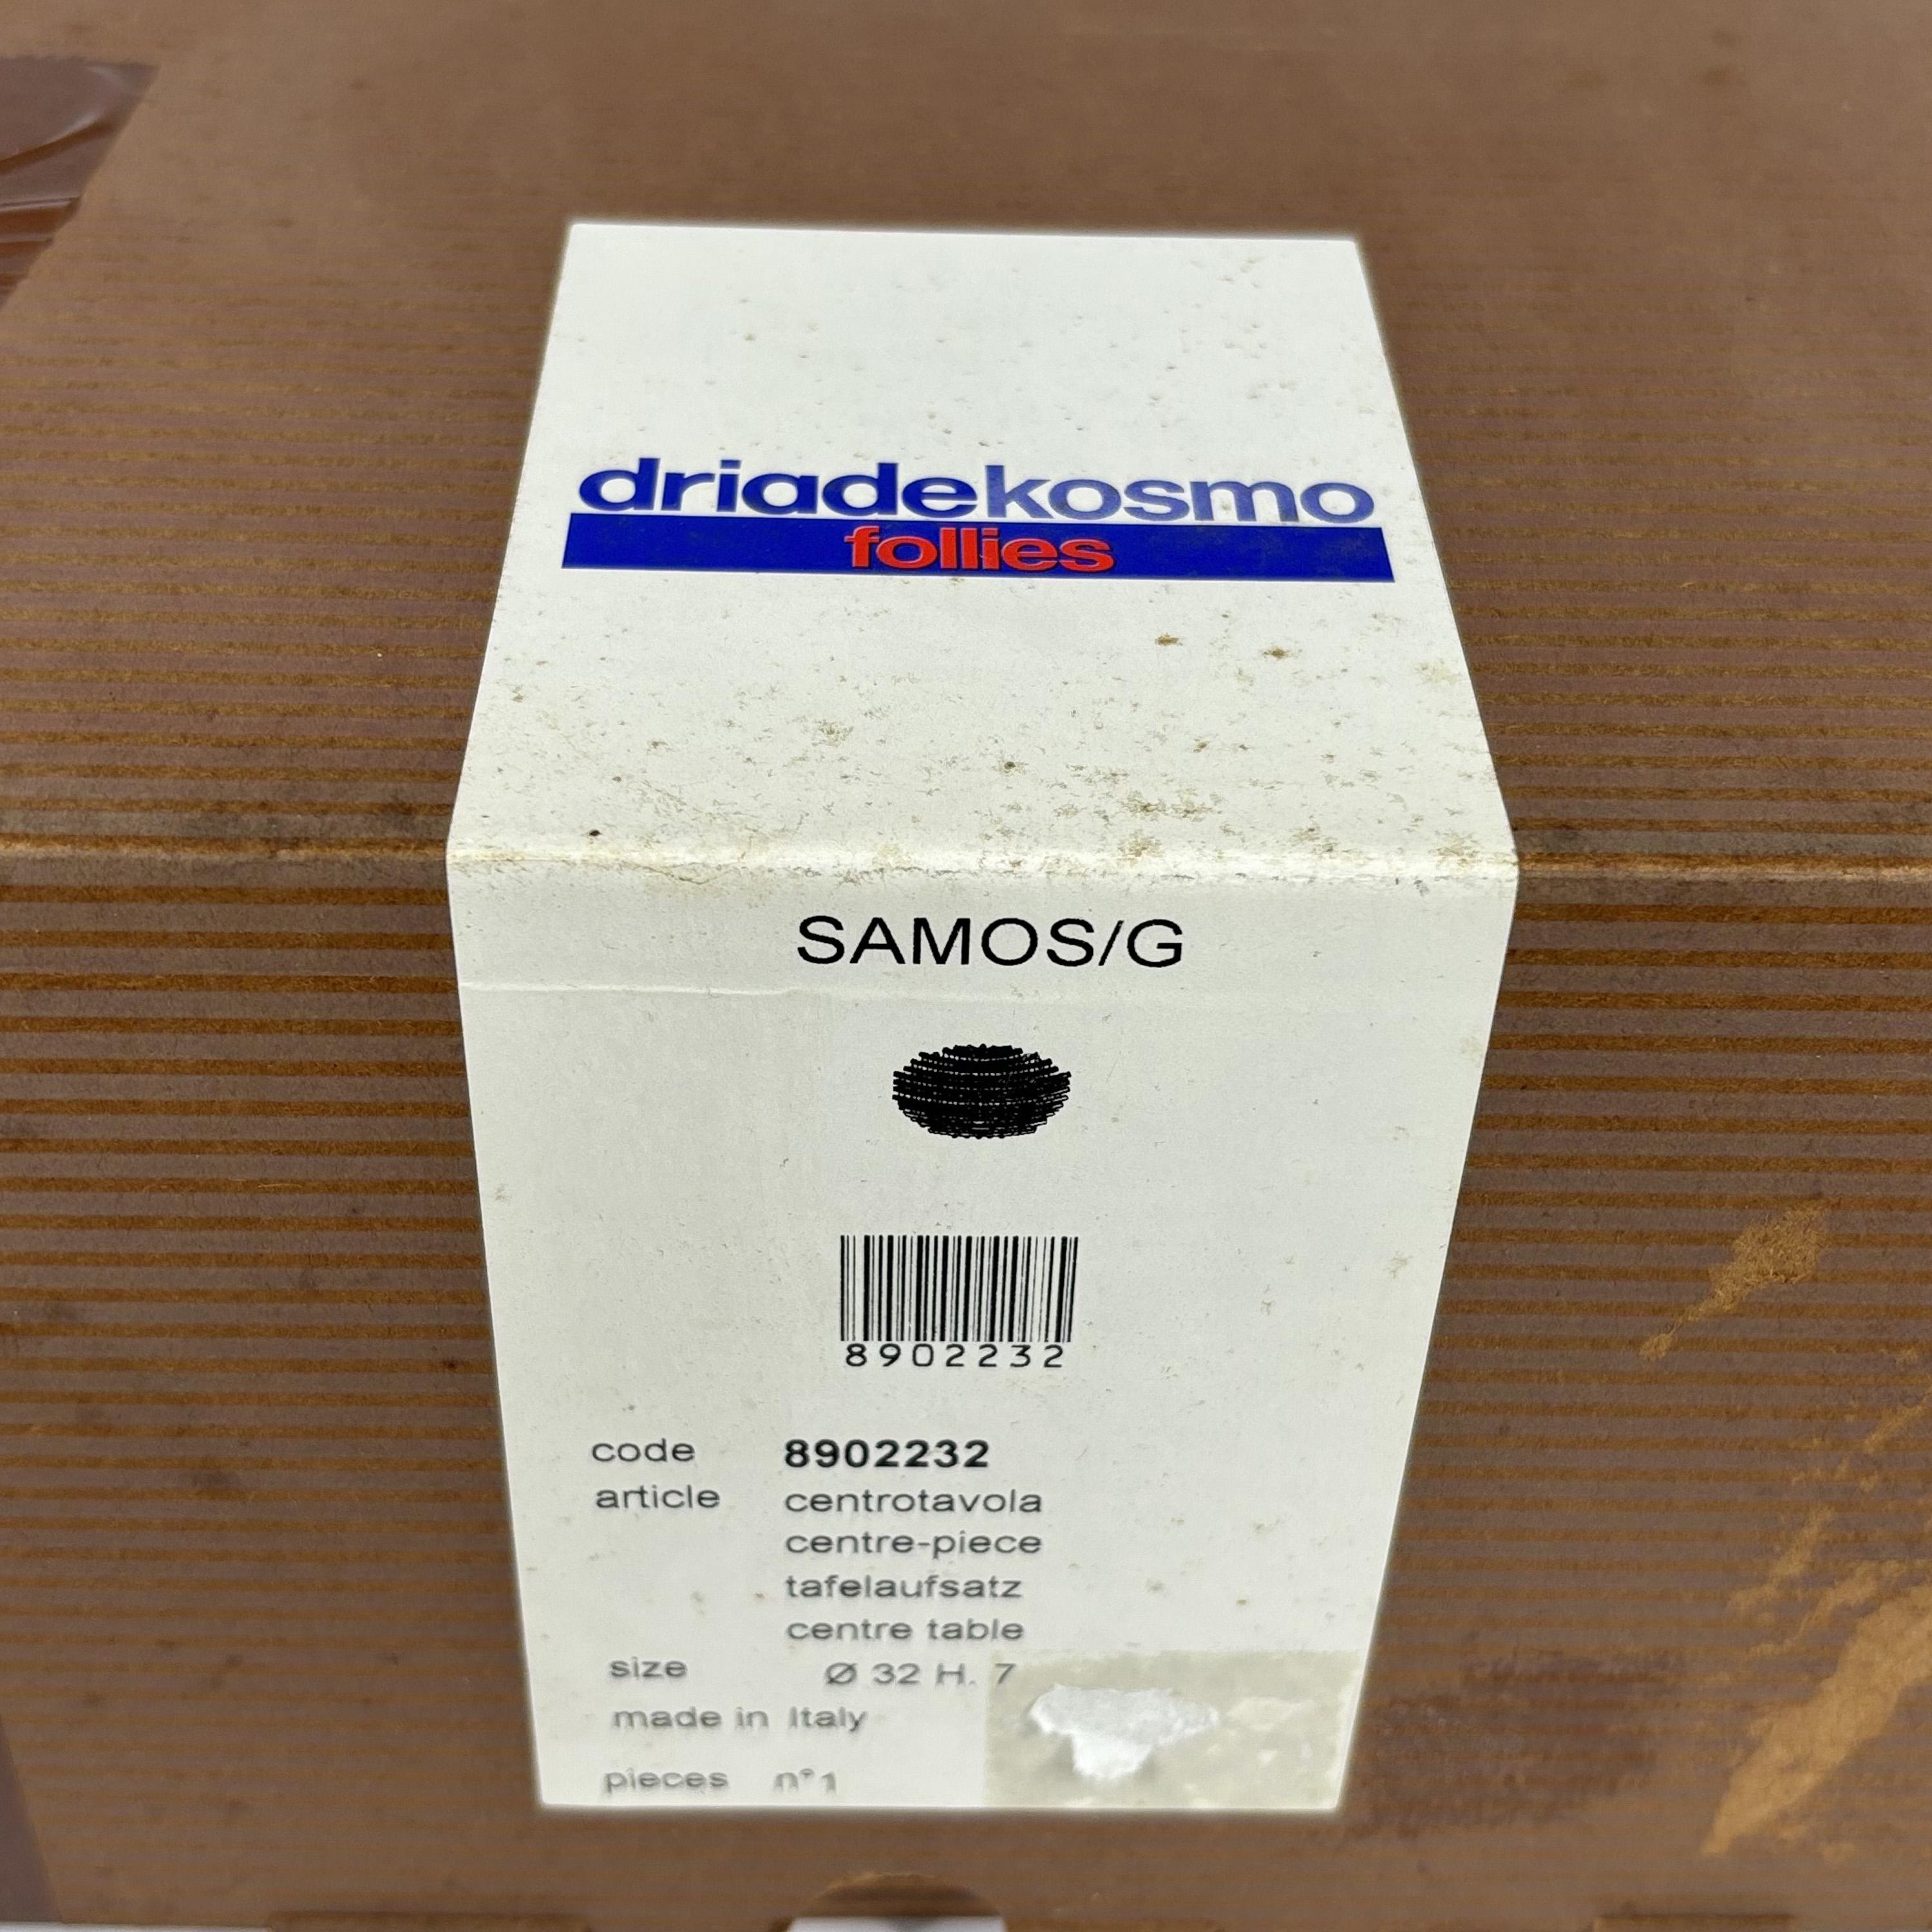 driadekosmo
follies
SAMOS/G
8902232
code 8902232
article centrotavola
centre-piece
tafelaufsatz
centre table
size Ø 32 H. 7
made in Italy
pieces n°1